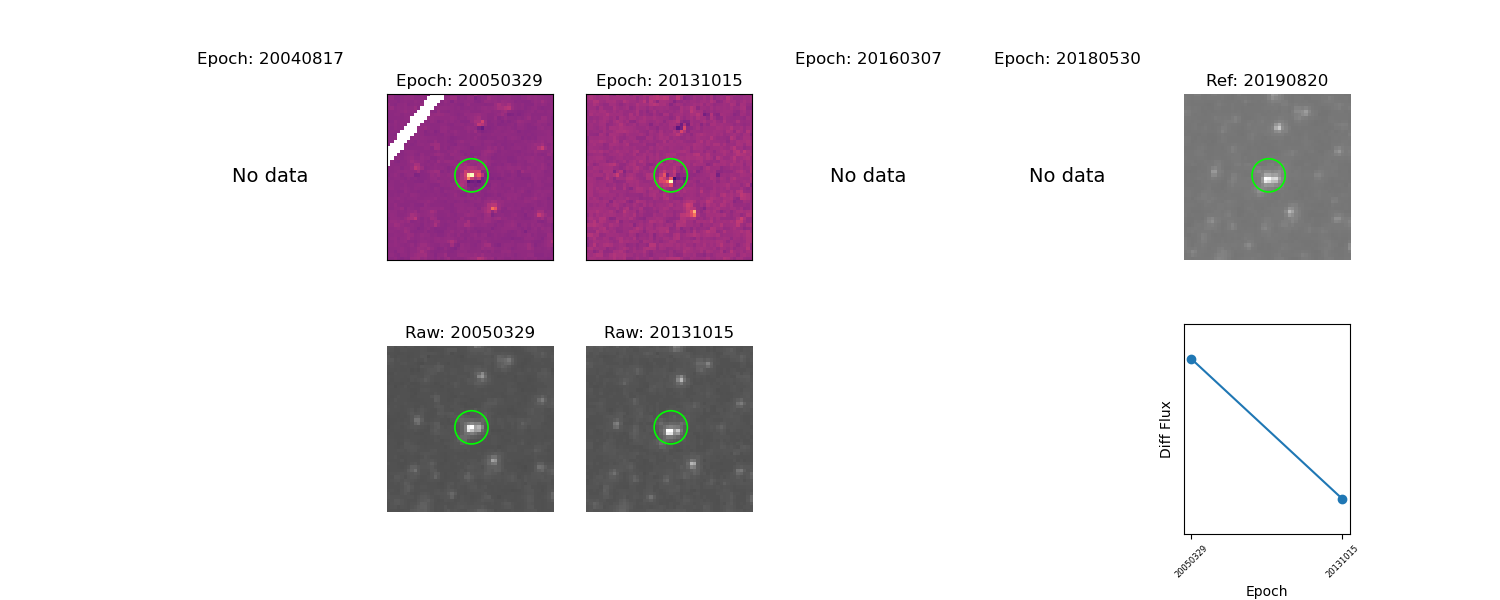 Epoch: 20040817
Epoch: 20050329
Epoch: 20131015
Epoch: 20160307
Epoch: 20180530
Ref: 20190820
No data
No data
No data
Raw: 20050329
Raw: 20131015
Diff Flux
20050329
20131015
Epoch